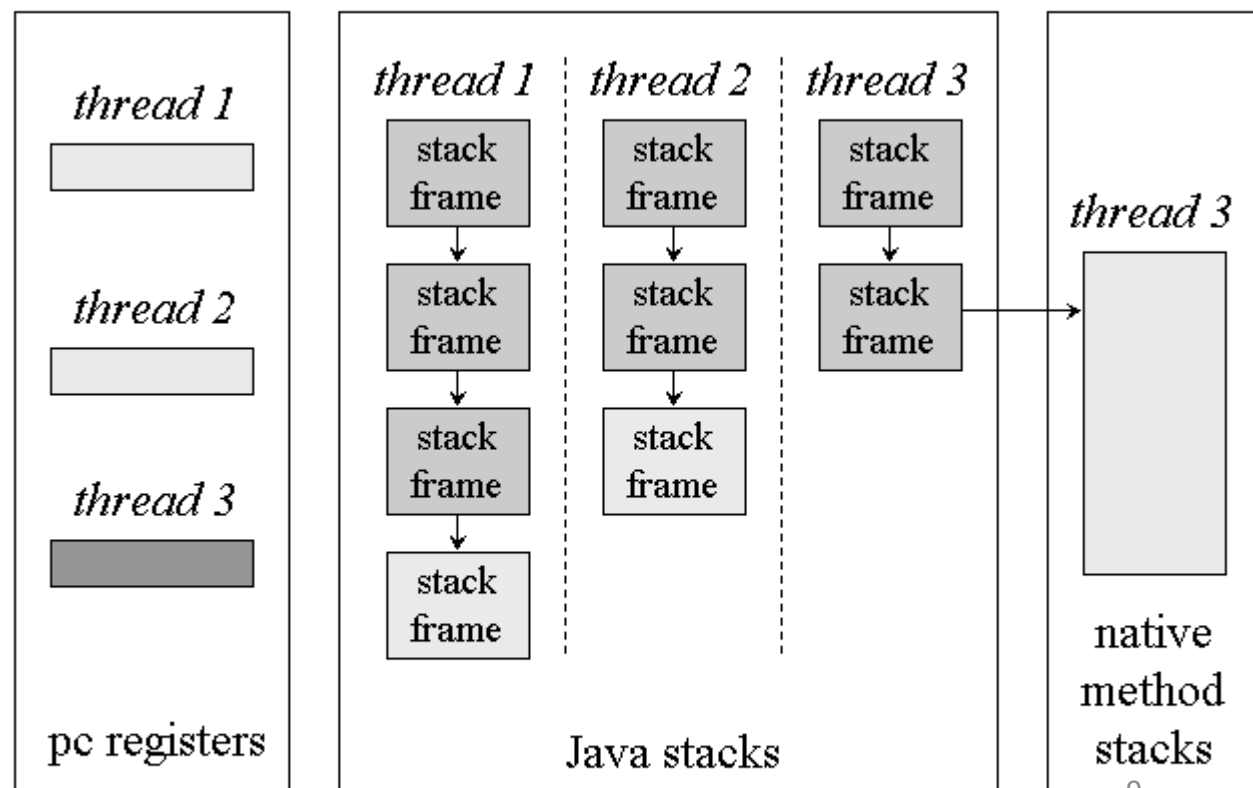 thread 1
thread 2
thread 3
pc registers
thread 1
stack
frame
stack
frame
stack
frame
stack
frame
thread 2
stack
frame
stack
frame
stack
frame
thread 3
stack
frame
stack
frame
Java stacks
thread 3
native
method
stacks